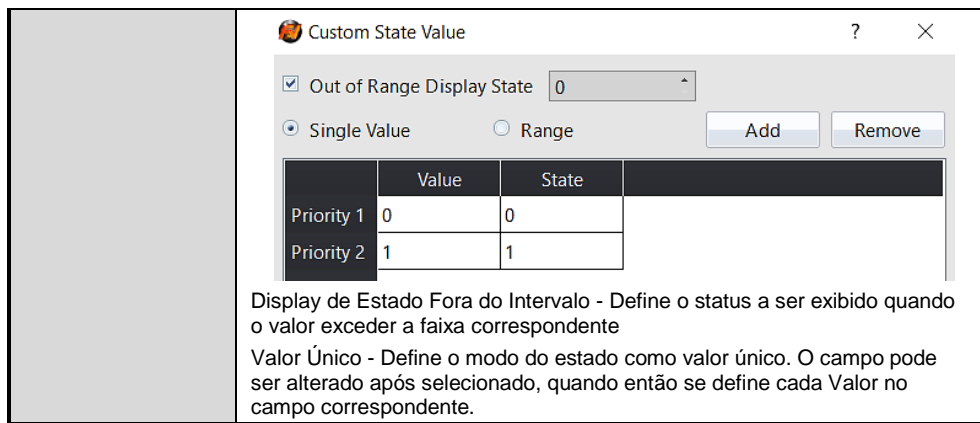 Custom State Value ?
Out of Range Display State 0
Single Value Range Add Remove
Value State
Priority 1 0 0
Priority 2 1 1
Display de Estado Fora do Intervalo - Define o status a ser exibido quando
o valor exceder a faixa correspondente
Valor Único - Define o modo do estado como valor único. O campo pode
ser alterado após selecionado, quando então se define cada Valor no
campo correspondente.